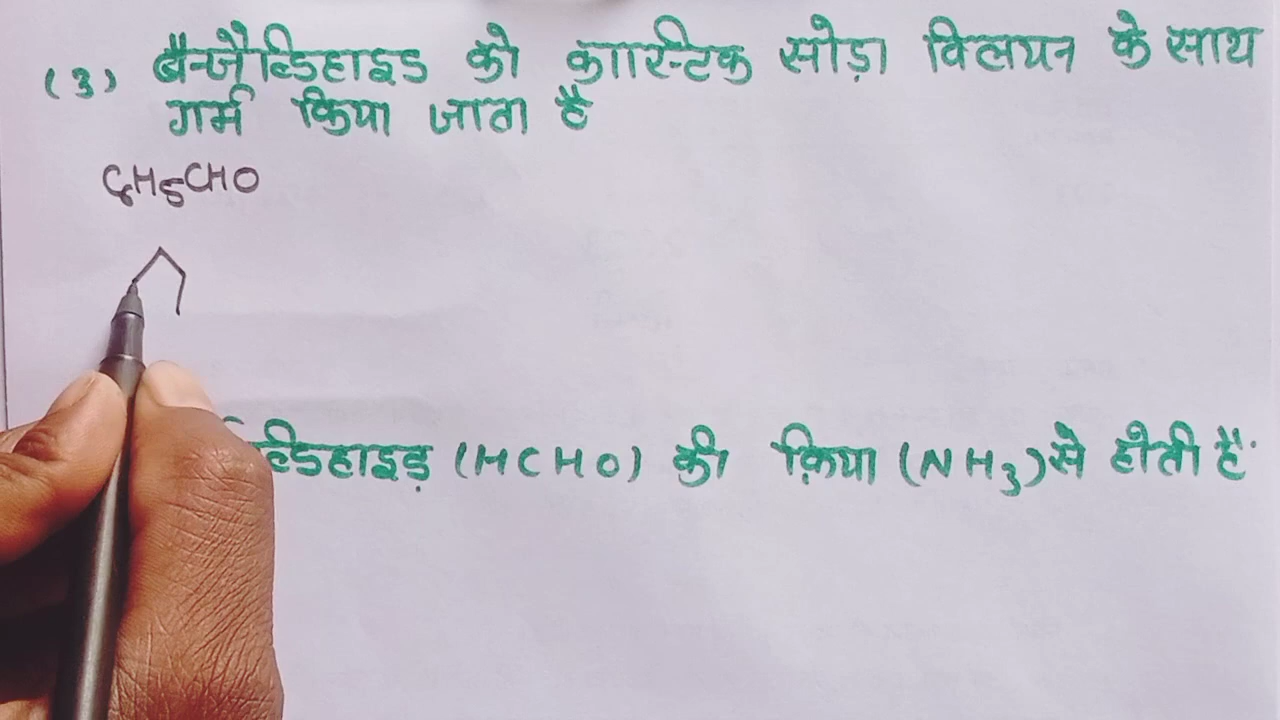 (3) बैन्जैल्डिहाइड को कास्टिक सोड़ा विलयन के साथ
गर्म किया जाता है
C6H5CHO
ल्डिहाइड़ (HCHO) की क्रिया (NH3) से होती है.